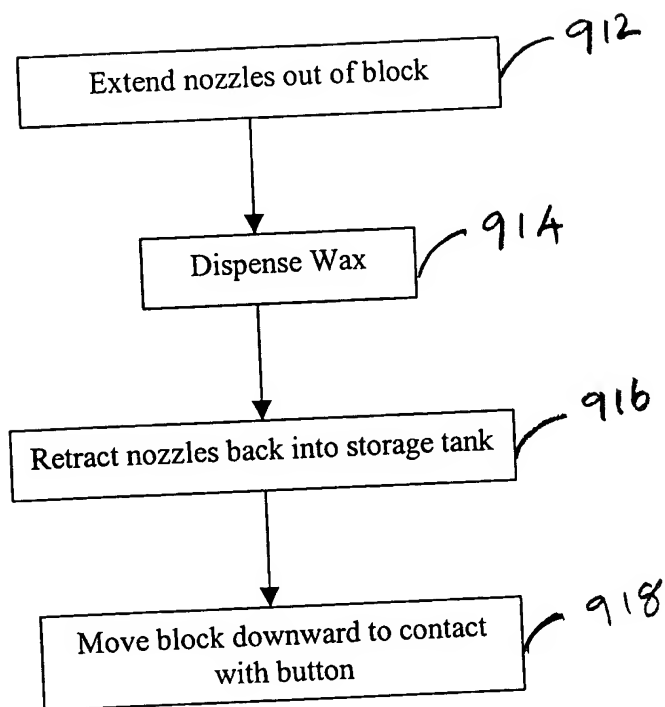 912
Extend nozzles out of block
914
Dispense Wax
916
Retract nozzles back into storage tank
918
Move block downward to contact
with button